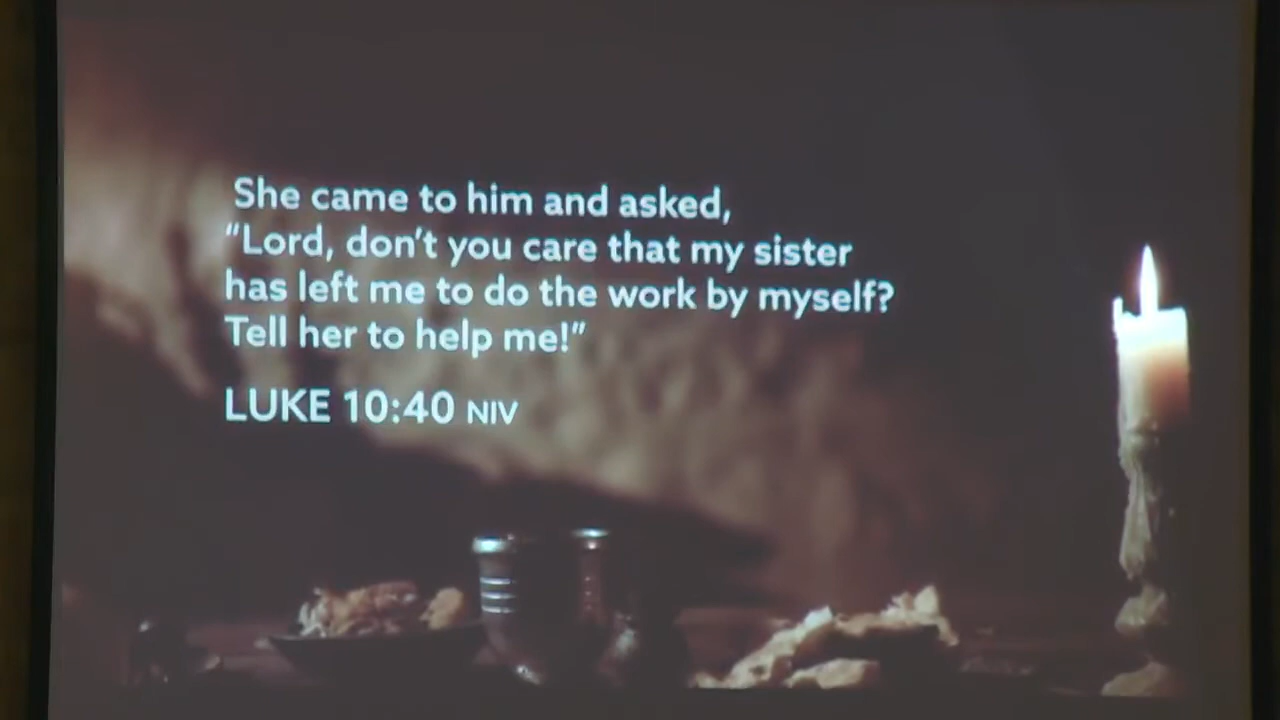 She came to him and asked,
“Lord, don’t you care that my sister
has left me to do the work by myself?
Tell her to help me!”
LUKE 10:40 NIV